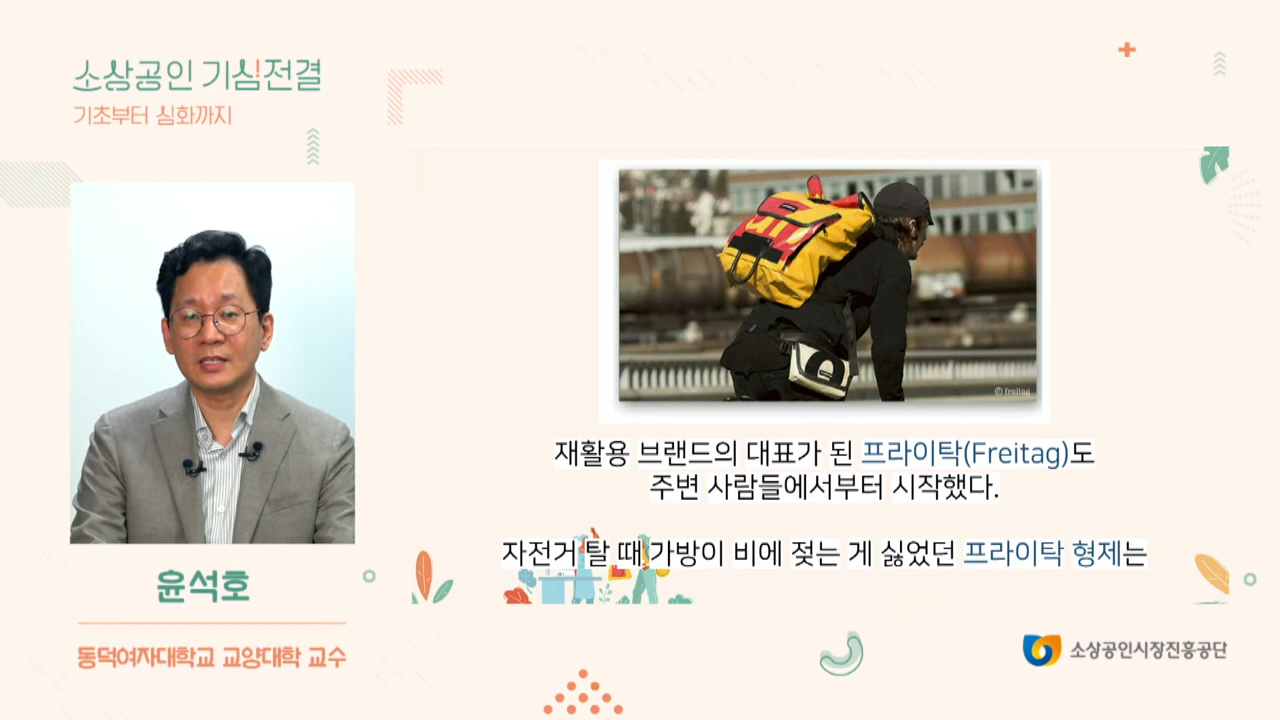 소상공인 기심전결
기초부터 심화까지
ⓒ freitag
재활용 브랜드의 대표가 된 프라이탁(Freitag)도
주변 사람들에서부터 시작했다.
자전거 탈 때 가방이 비에 젖는 게 싫었던 프라이탁 형제는
윤석호
동덕여자대학교 교양대학 교수
소상공인시장진흥공단